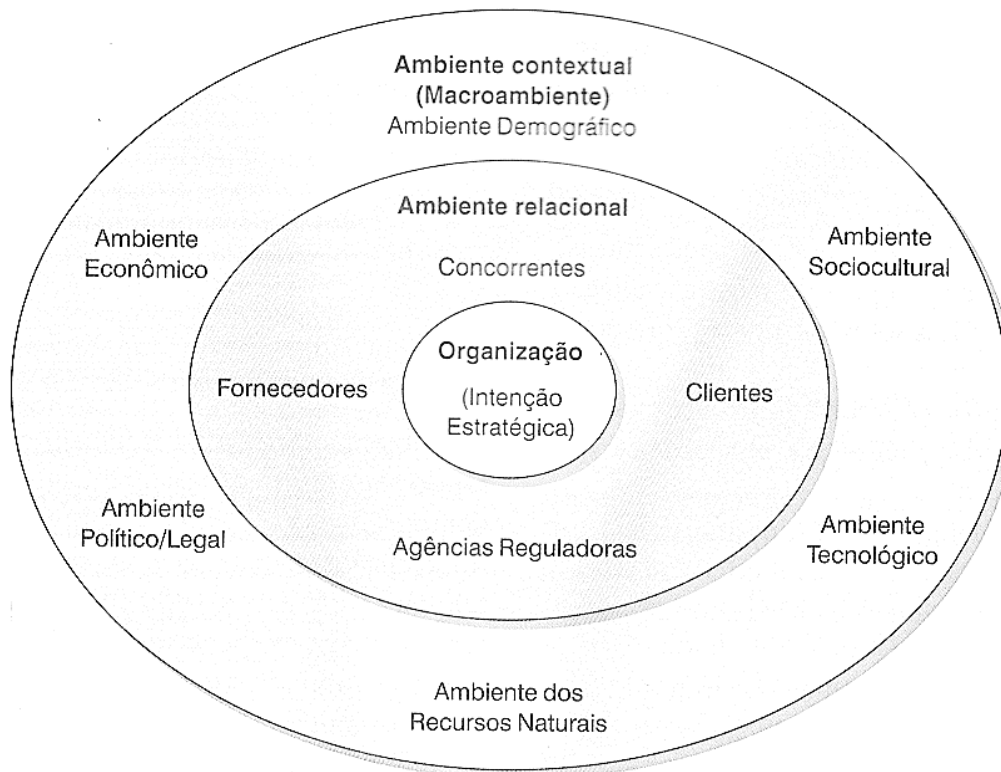 Ambiente contextual
(Macroambiente)
Ambiente Demográfico
Ambiente relacional
Ambiente
Econômico
Ambiente
Sociocultural
Concorrentes
Organização
(Intenção
Estratégica)
Fornecedores
Clientes
Ambiente
Político/Legal
Agências Reguladoras
Ambiente
Tecnológico
Ambiente dos
Recursos Naturais